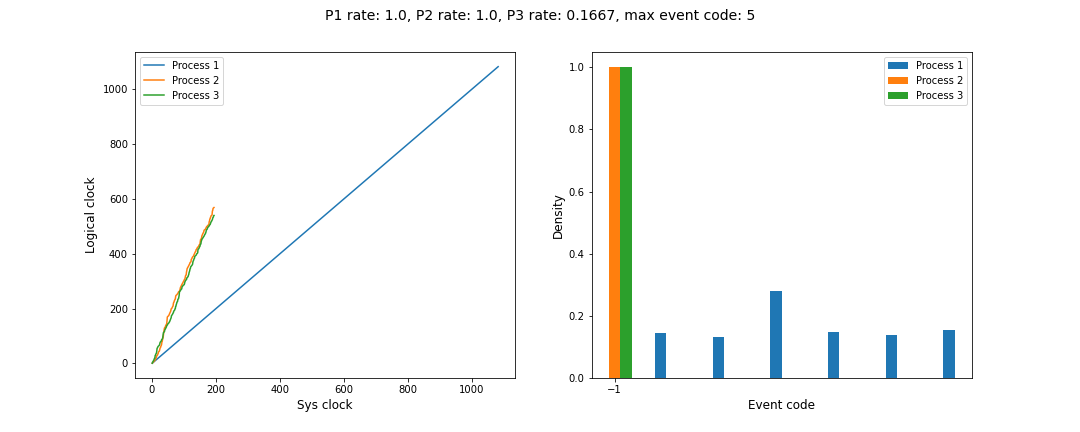 P1 rate: 1.0, P2 rate: 1.0, P3 rate: 0.1667, max event code: 5
Process 1
Process 2
Process 3
1000
800
600
400
200
0
Logical clock
0 200 400 600 800 1000
Sys clock
Process 1
Process 2
Process 3
1.0
0.8
0.6
0.4
0.2
0.0
Density
−1
Event code